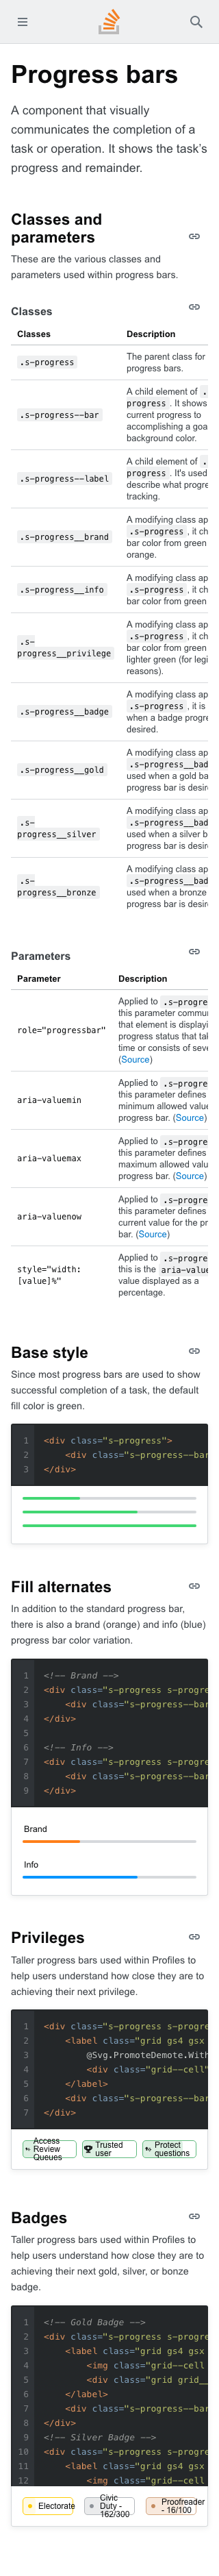 Progress bars
A component that visually
communicates the completion of a
task or operation. It shows the task's
progress and remainder.
Classes and
parameters
These are the various classes and
parameters used within progress bars.
Classes
Classes Description
.s-progress The parent class for
progress bars.
A child element of .
.s-progress--bar progress . It shows
current progress to
accomplishing a goa
background color.
A child element of .
.s-progress--label progress . It's used
describe what progre
tracking.
A modifying class ap
.s-progress__brand .s-progress , it ch
bar color from green
orange.
A modifying class ap
.s-progress__info .s-progress , it ch
bar color from green
A modifying class ap
.s- .s-progress , it ch
progress__privilege bar color from green
lighter green (for legi
reasons).
A modifying class ap
.s-progress__badge .s-progress , it is
when a badge progre
desired.
A modifying class ap
.s-progress__gold .s-progress__bad
used when a gold ba
progress bar is desire
A modifying class ap
.s- .s-progress__bad
progress__silver used when a silver b
progress bar is desire
A modifying class ap
.s- .s-progress__bad
progress__bronze used when a bronze
progress bar is desire
Parameters
Parameter Description
Applied to .s-progre
role="progressbar" this parameter commu
that element is displayi
progress status that tak
time or consists of seve
(Source)
Applied to .s-progre
aria-valuemin this parameter defines
minimum allowed value
progress bar. (Source)
Applied to .s-progre
aria-valuemax this parameter defines
maximum allowed valu
progress bar. (Source)
Applied to .s-progre
aria-valuenow this parameter defines
current value for the pr
bar. (Source)
Applied to .s-progre
style="width: this is the aria-value
[value]%" value displayed as a
percentage.
Base style
Since most progress bars are used to show
successful completion of a task, the default
fill color is green.
1 <div class="s-progress">
2 <div class="s-progress--bar
3 </div>
Fill alternates
In addition to the standard progress bar,
there is also a brand (orange) and info (blue)
progress bar color variation.
1 <!-- Brand -->
2 <div class="s-progress s-progre
3 <div class="s-progress--bar
4 </div>
5
6 <!-- Info -->
7 <div class="s-progress s-progre
8 <div class="s-progress--bar
9 </div>
Brand
Info
Privileges
Taller progress bars used within Profiles to
help users understand how close they are to
achieving their next privilege.
1 <div class="s-progress s-progre
2 <label class="grid gs4 gsx
3 @Svg.PromoteDemote.With
4 <div class="grid--cell"
5 </label>
6 <div class="s-progress--bar
7 </div>
Access
Review
Queues
Trusted
user
Protect
questions
Badges
Taller progress bars used within Profiles to
help users understand how close they are to
achieving their next gold, silver, or bonze
badge.
1 <!-- Gold Badge -->
2 <div class="s-progress s-progre
3 <label class="grid gs4 gsx
4 <img class="grid--cell
5 <div class="grid grid__
6 </label>
7 <div class="s-progress--bar
8 </div>
9 <!-- Silver Badge -->
10 <div class="s-progress s-progre
11 <label class="grid gs4 gsx
12 <img class="grid--cell
Electorate
Civic
Duty -
162/300
Proofreader
- 16/100